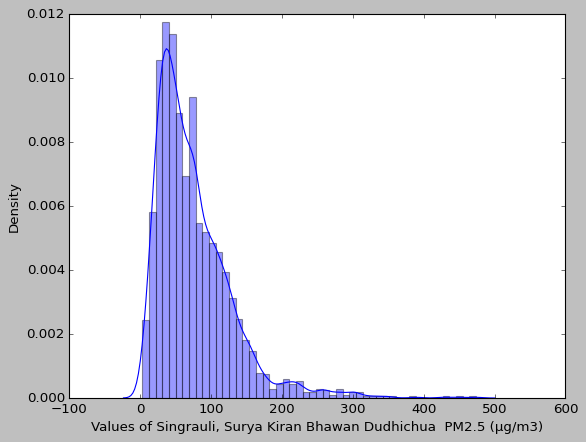 0.012
0.010
0.008
0.006
0.004
0.002
0.000
Density
−100 0 100 200 300 400 500 600
Values of Singrauli, Surya Kiran Bhawan Dudhichua  PM2.5 (µg/m3)